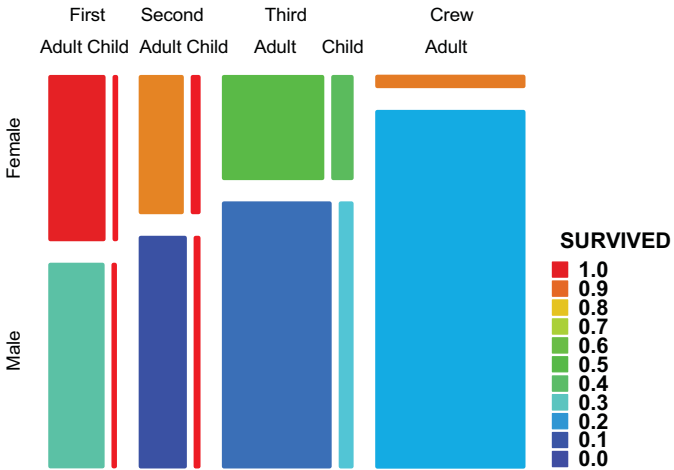 First Second Third Crew
Adult Child Adult Child Adult Child Adult
Female
Male
SURVIVED
1.0
0.9
0.8
0.7
0.6
0.5
0.4
0.3
0.2
0.1
0.0